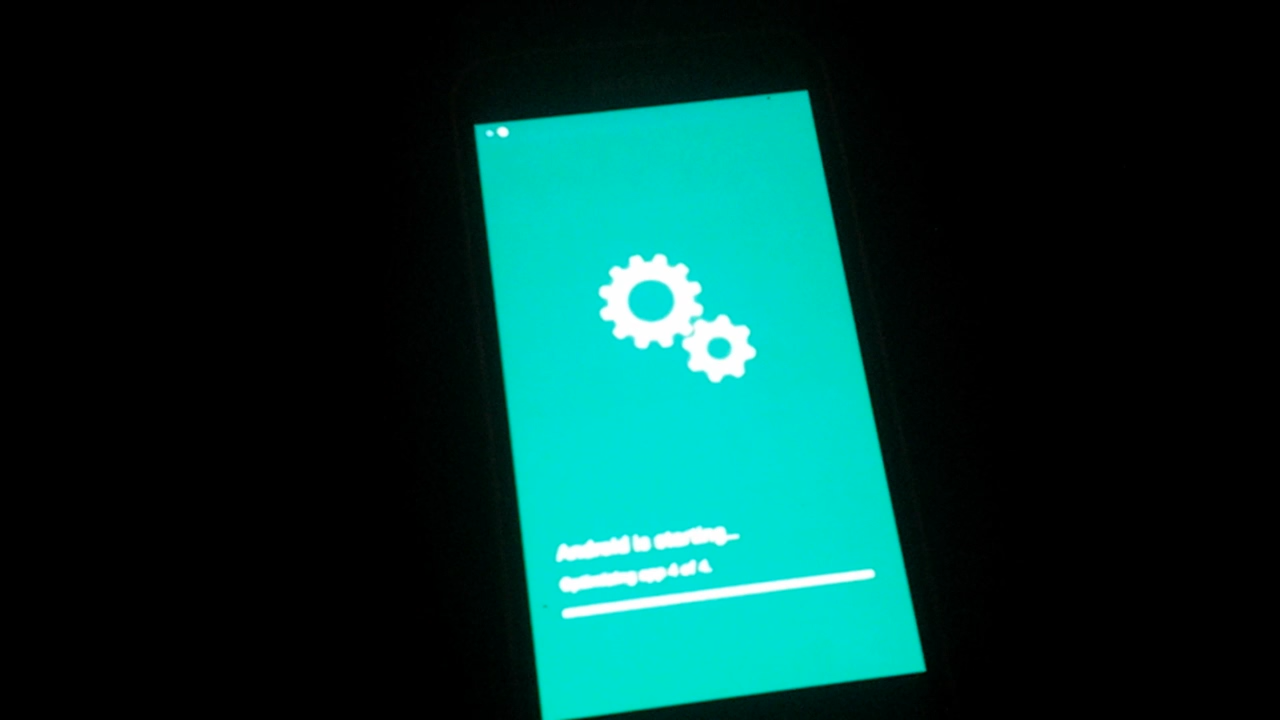 Android is starting...
Optimizing app 4 of 4.